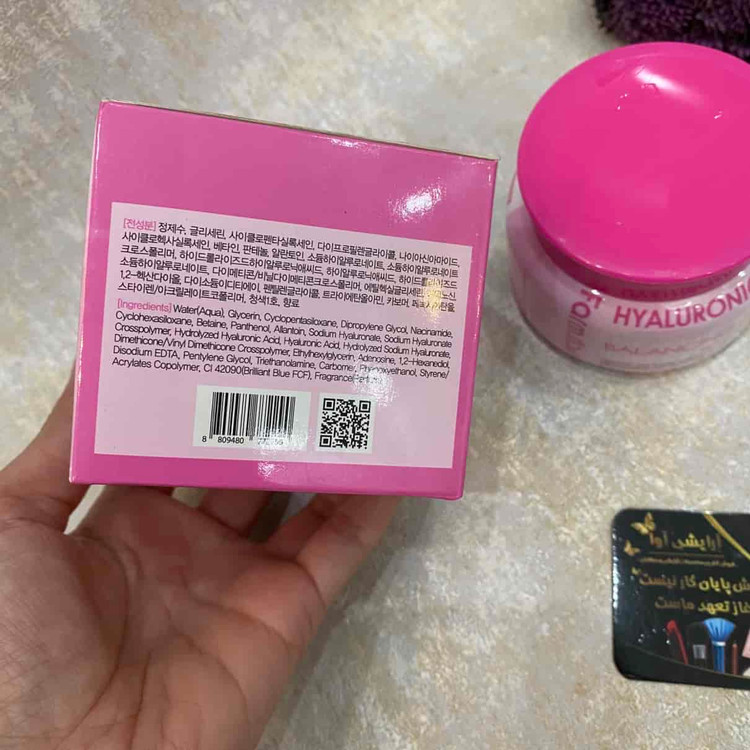 [전성분] 정제수, 글리세린, 사이클로펜타실록세인, 다이프로필렌글라이콜, 나이아신아마이드,
사이클로헥사실록세인, 베타인, 판테놀, 알란토인, 소듐하이알루로네이트, 소듐하이알루로네이트
크로스폴리머, 하이드롤라이즈드하이알루로닉애씨드, 하이알루로닉애씨드, 하이드롤라이즈드
소듐하이알루로네이트, 다이메티콘/비닐다이메티콘크로스폴리머, 에틸헥실글리세린,
1,2-헥산다이올, 다이소듐이디티에이, 펜틸렌글라이콜, 트라이에탄올아민, 카보머,
스타이렌/아크릴레이트코폴리머, 청색1호, 향료
[Ingredients] Water(Aqua), Glycerin, Cyclopentasiloxane, Dipropylene Glycol, Niacinamide,
Cyclohexasiloxane, Betaine, Panthenol, Allantoin, Sodium Hyaluronate, Sodium Hyaluronate
Crosspolymer, Hydrolyzed Hyaluronic Acid, Hyaluronic Acid, Hydrolyzed Sodium Hyaluronate,
Dimethicone/Vinyl Dimethicone Crosspolymer, Ethylhexylglycerin, Adenosine, 1,2-Hexanediol,
Disodium EDTA, Pentylene Glycol, Triethanolamine, Carbomer, Phenoxyethanol, Styrene/
Acrylates Copolymer, CI 42090(Brilliant Blue FCF), Fragrance(Parfum)
8 809480
HYALURONIC
آرایشی آوا
پایان کار نیست
تعهد ماست